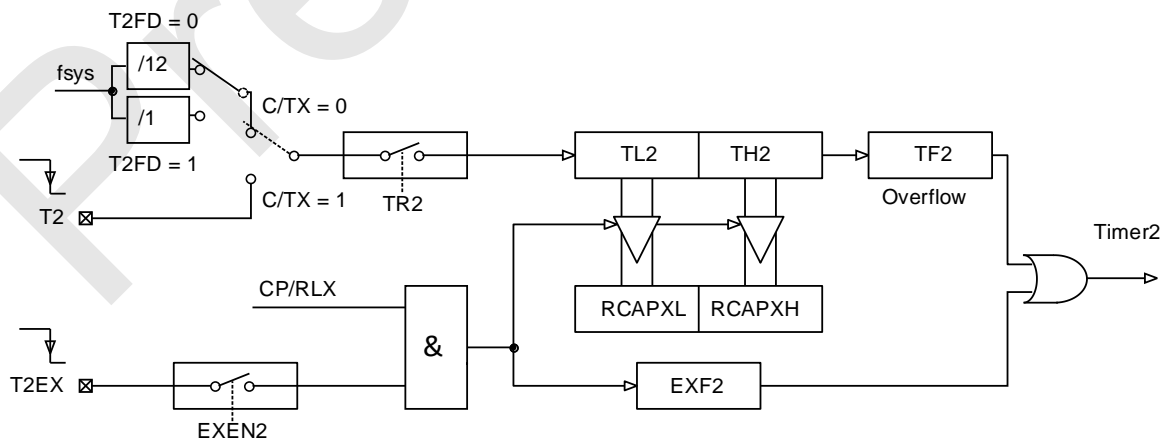 T2FD = 0
/12
fsys
C/TX = 0
/1
T2FD = 1
TL2
TH2
TF2
T2
C/TX = 1
TR2
Overflow
Timer2
CP/RLX
RCAPXL
RCAPXH
&
T2EX
EXF2
EXEN2
Pre